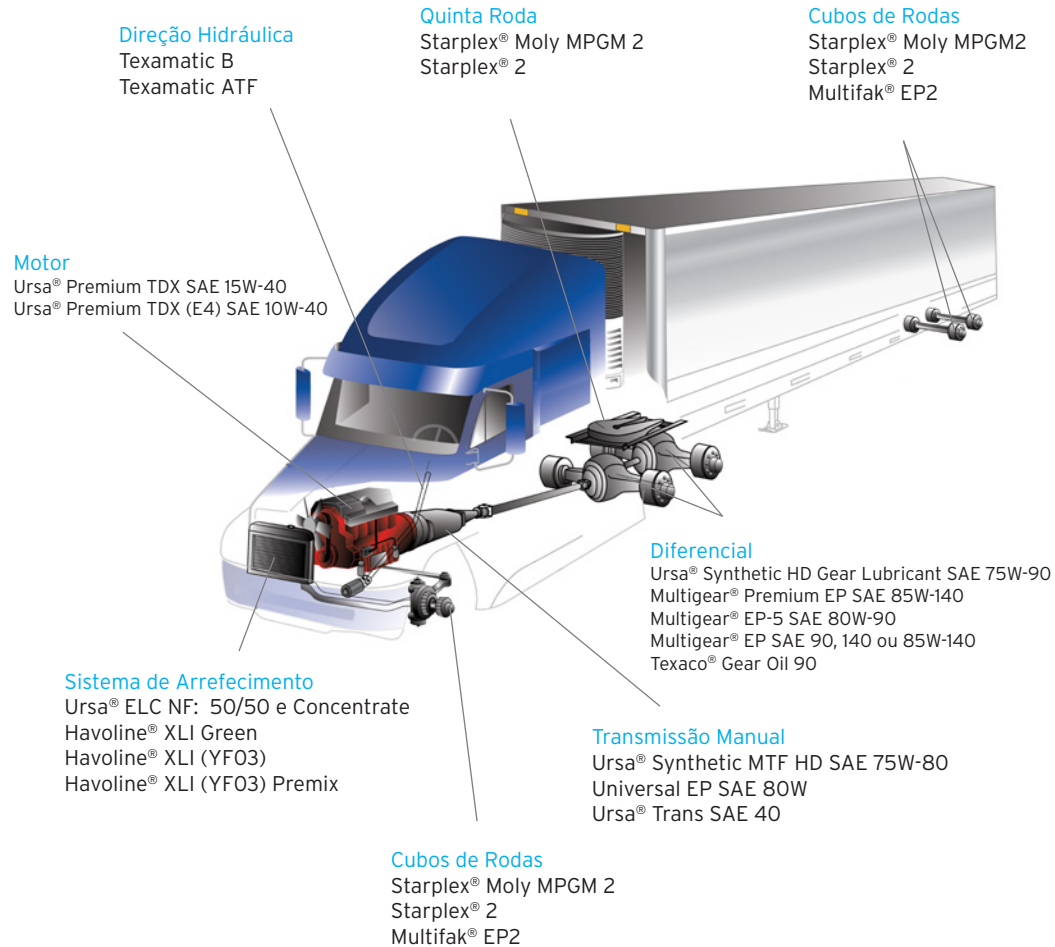 Direção Hidráulica
Texamatic B
Texamatic ATF
Quinta Roda
Starplex® Moly MPGM 2
Starplex® 2
Cubos de Rodas
Starplex® Moly MPGM2
Starplex® 2
Multifak® EP2
Motor
Ursa® Premium TDX SAE 15W-40
Ursa® Premium TDX (E4) SAE 10W-40
Diferencial
Ursa® Synthetic HD Gear Lubricant SAE 75W-90
Multigear® Premium EP SAE 85W-140
Multigear® EP-5 SAE 80W-90
Multigear® EP SAE 90, 140 ou 85W-140
Texaco® Gear Oil 90
Sistema de Arrefecimento
Ursa® ELC NF: 50/50 e Concentrate
Havoline® XLI Green
Havoline® XLI (YF03)
Havoline® XLI (YF03) Premix
Transmissão Manual
Ursa® Synthetic MTF HD SAE 75W-80
Universal EP SAE 80W
Ursa® Trans SAE 40
Cubos de Rodas
Starplex® Moly MPGM 2
Starplex® 2
Multifak® EP2